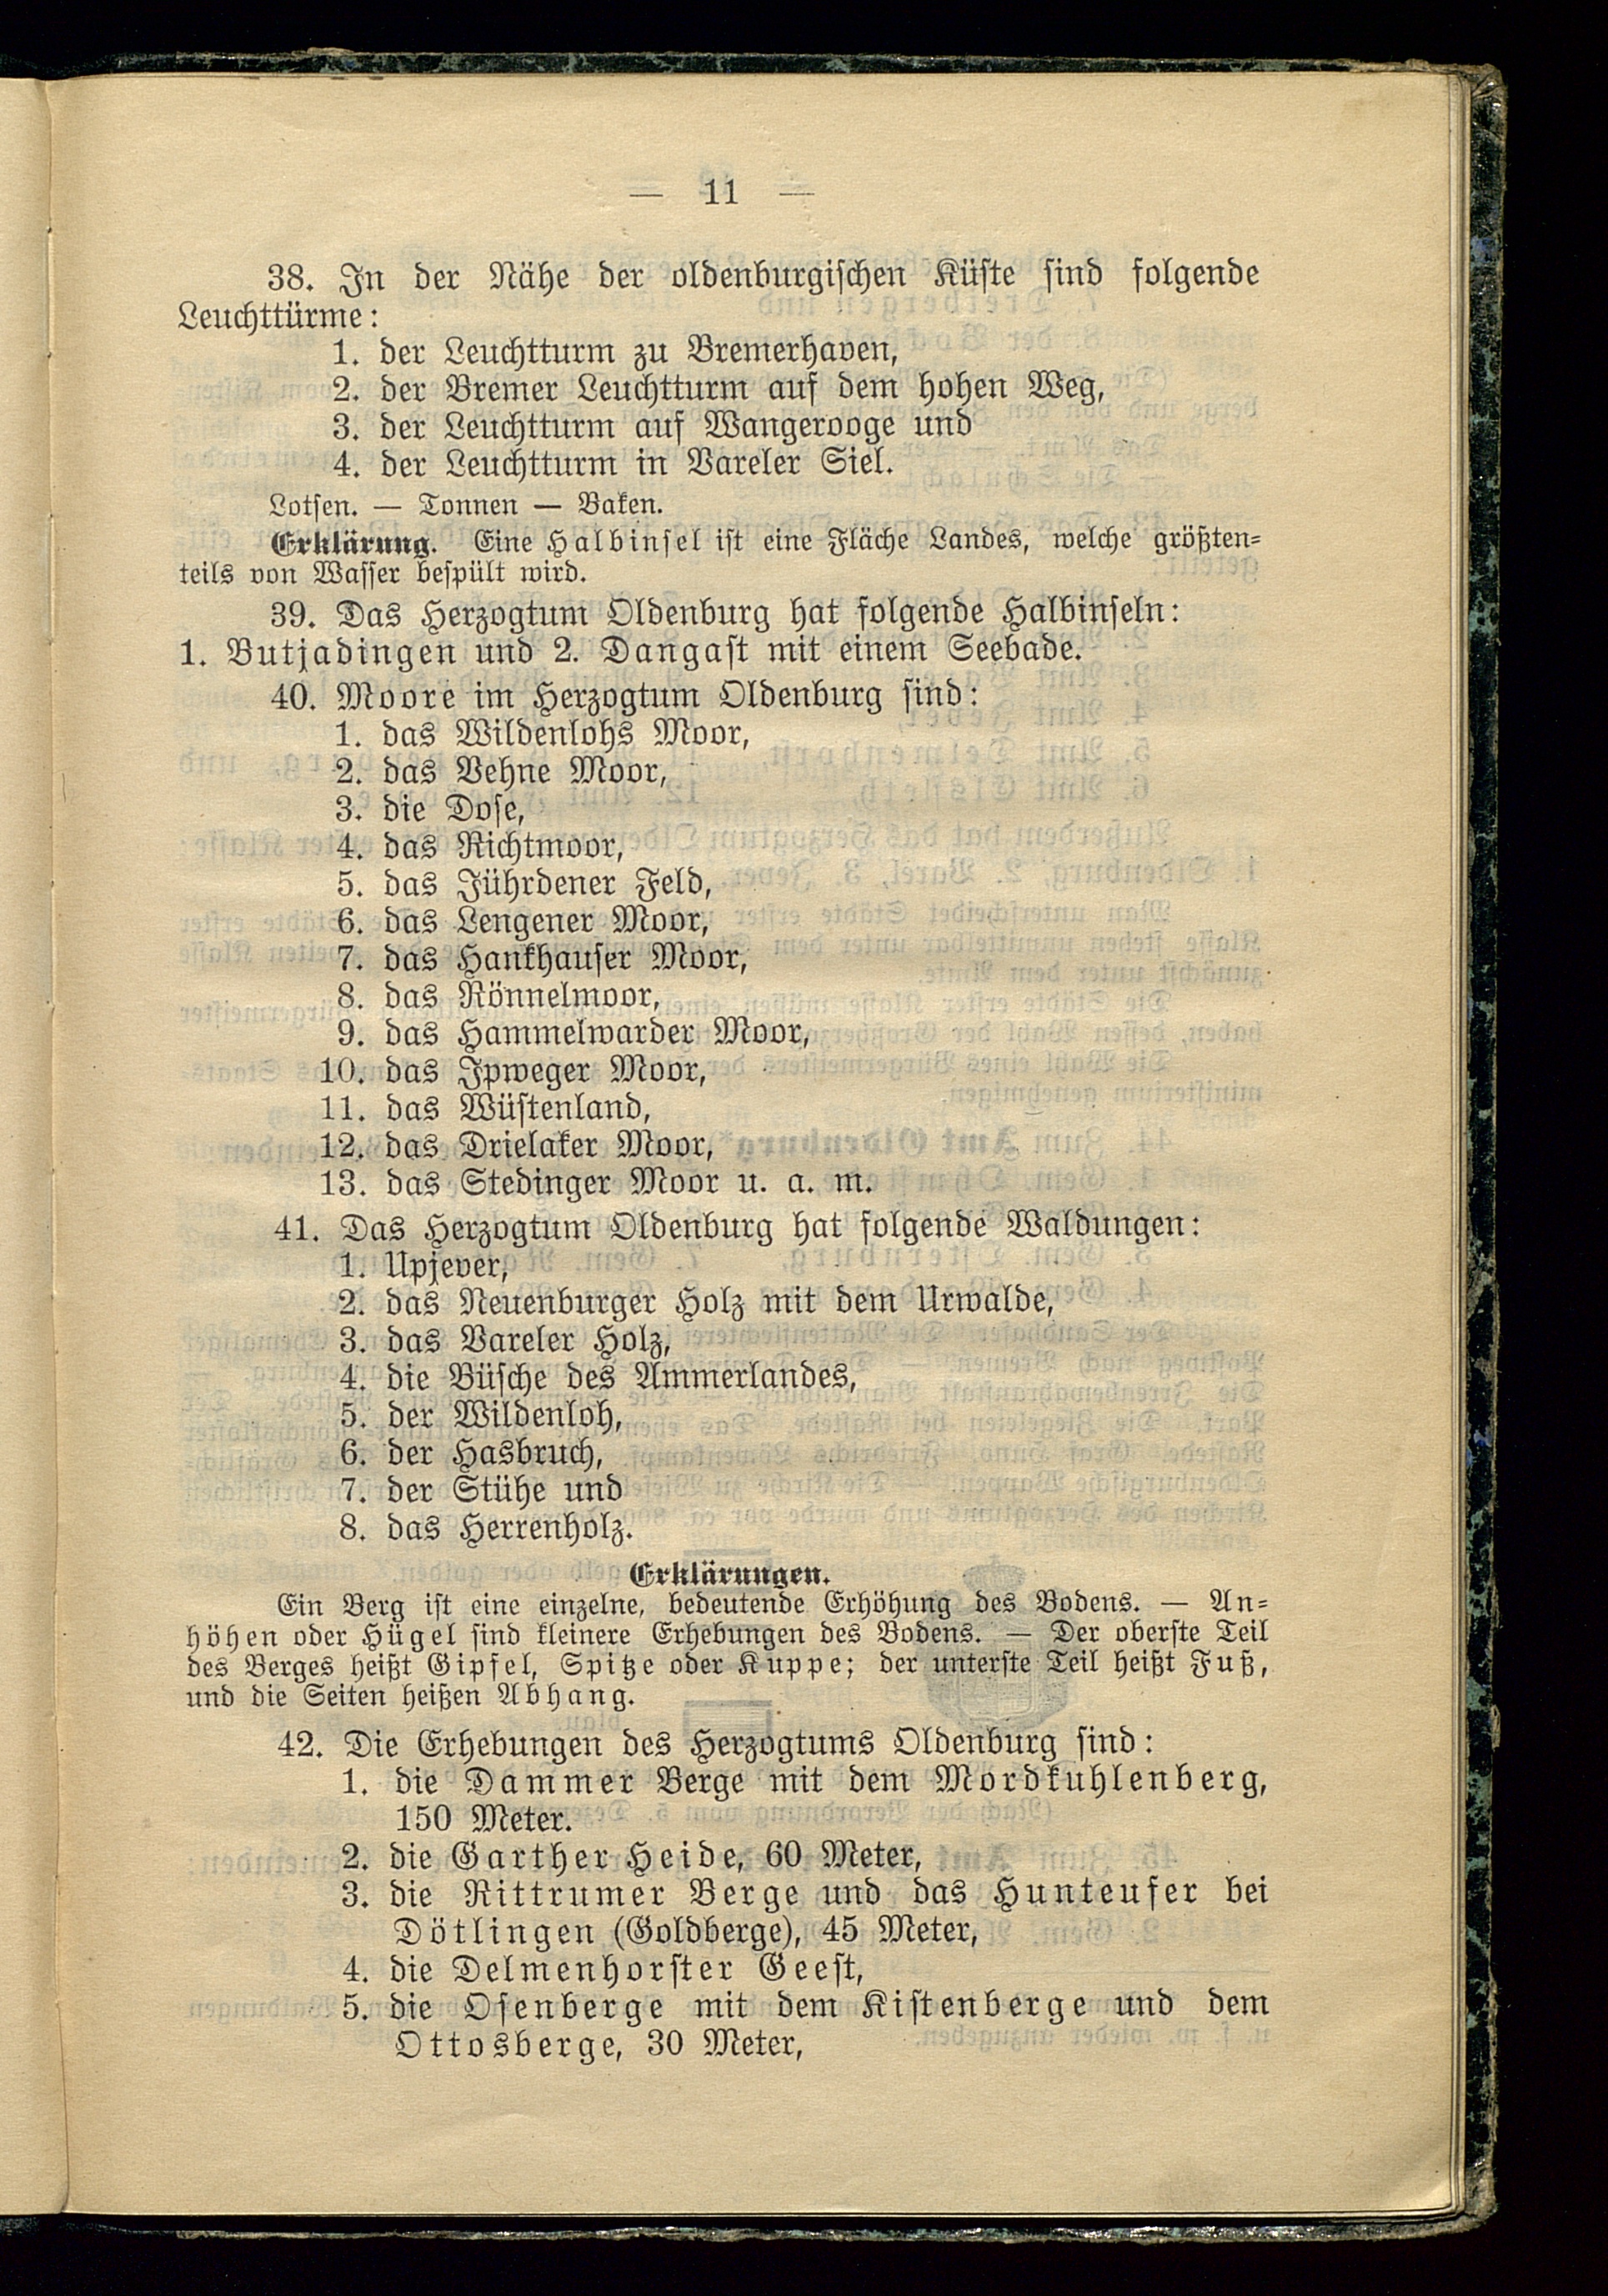 — 11 —
38. In der Nähe der oldenburgischen Küste sind folgende
Leuchttürme:
1. der Leuchtturm zu Bremerhaven,
2. der Bremer Leuchtturm auf dem hohen Weg,
3. der Leuchtturm auf Wangerooge und
4. der Leuchtturm in Vareler Siel.
Lotsen. — Tonnen — Baken.
Erklärung. Eine Halbinsel ist eine Fläche Landes, welche größten-
teils von Wasser bespült wird.
39. Das Herzogtum Oldenburg hat folgende Halbinseln:
1. Butjadingen und 2. Dangast mit einem Seebade.
40. Moore im Herzogtum Oldenburg sind:
1. das Wildenlohs Moor,
2. das Vehne Moor,
3. die Dose,
4. das Richtmoor,
5. das Jührdener Feld,
6. das Lengener Moor,
7. das Hankhauser Moor,
8. das Rönnelmoor,
9. das Hammelwarder Moor,
10. das Ipweger Moor,
11. das Wüstenland,
12. das Drielaker Moor,
13. das Stedinger Moor u. a. m.
41. Das Herzogtum Oldenburg hat folgende Waldungen:
1. Upjever,
2. das Neuenburger Holz mit dem Urwalde,
3. das Vareler Holz,
4. die Büsche des Ammerlandes,
5. der Wildenloh,
6. der Hasbruch,
7. der Stühe und
8. das Herrenholz.
Erklärungen.
Ein Berg ist eine einzelne, bedeutende Erhöhung des Bodens. — An-
höhen oder Hügel sind kleinere Erhebungen des Bodens. — Der oberste Teil
des Berges heißt Gipfel, Spitze oder Kuppe; der unterste Teil heißt Fuß,
und die Seiten heißen Abhang.
42. Die Erhebungen des Herzogtums Oldenburg sind:
1. die Dammer Berge mit dem Mordkuhlenberg,
150 Meter.
2. die Garther Heide, 60 Meter,
3. die Rittrumer Berge und das Hunteufer bei
Dötlingen (Goldberge), 45 Meter,
4. die Delmenhorster Geest,
5. die Osenberge mit dem Kistenberge und dem
Ottosberge, 30 Meter,